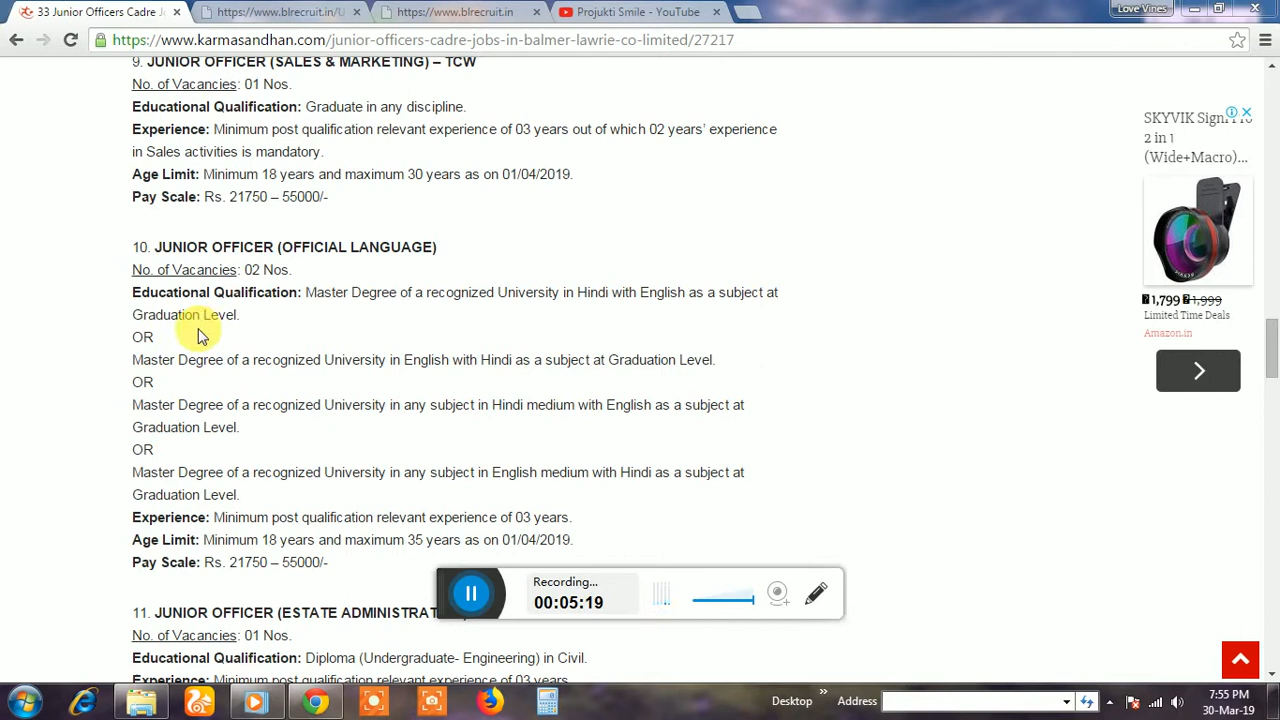 33 Junior Officers Cadre J
https://www.blrecruit.in/U
https://www.blrecruit.in
Projukti Smile - YouTube
Love Vines
https://www.karmasandhan.com/junior-officers-cadre-jobs-in-balmer-lawrie-co-limited/27217
9. JUNIOR OFFICER (SALES & MARKETING) – TCW
No. of Vacancies: 01 Nos.
Educational Qualification: Graduate in any discipline.
Experience: Minimum post qualification relevant experience of 03 years out of which 02 years' experience
in Sales activities is mandatory.
Age Limit: Minimum 18 years and maximum 30 years as on 01/04/2019.
Pay Scale: Rs. 21750 – 55000/-
10. JUNIOR OFFICER (OFFICIAL LANGUAGE)
No. of Vacancies: 02 Nos.
Educational Qualification: Master Degree of a recognized University in Hindi with English as a subject at
Graduation Level.
OR
Master Degree of a recognized University in English with Hindi as a subject at Graduation Level.
OR
Master Degree of a recognized University in any subject in Hindi medium with English as a subject at
Graduation Level.
OR
Master Degree of a recognized University in any subject in English medium with Hindi as a subject at
Graduation Level.
Experience: Minimum post qualification relevant experience of 03 years.
Age Limit: Minimum 18 years and maximum 35 years as on 01/04/2019.
Pay Scale: Rs. 21750 – 55000/-
11. JUNIOR OFFICER (ESTATE ADMINISTRAT
No. of Vacancies: 01 Nos.
Educational Qualification: Diploma (Undergraduate- Engineering) in Civil.
Experience: Minimum post qualification relevant experience of 03 years.
SKYVIK
2 in 1
(Wide+Macro)...
1,799 1,999
Limited Time Deals
Amazon.in
Recording...
00:05:19
Desktop
Address
7:55 PM
30-Mar-19